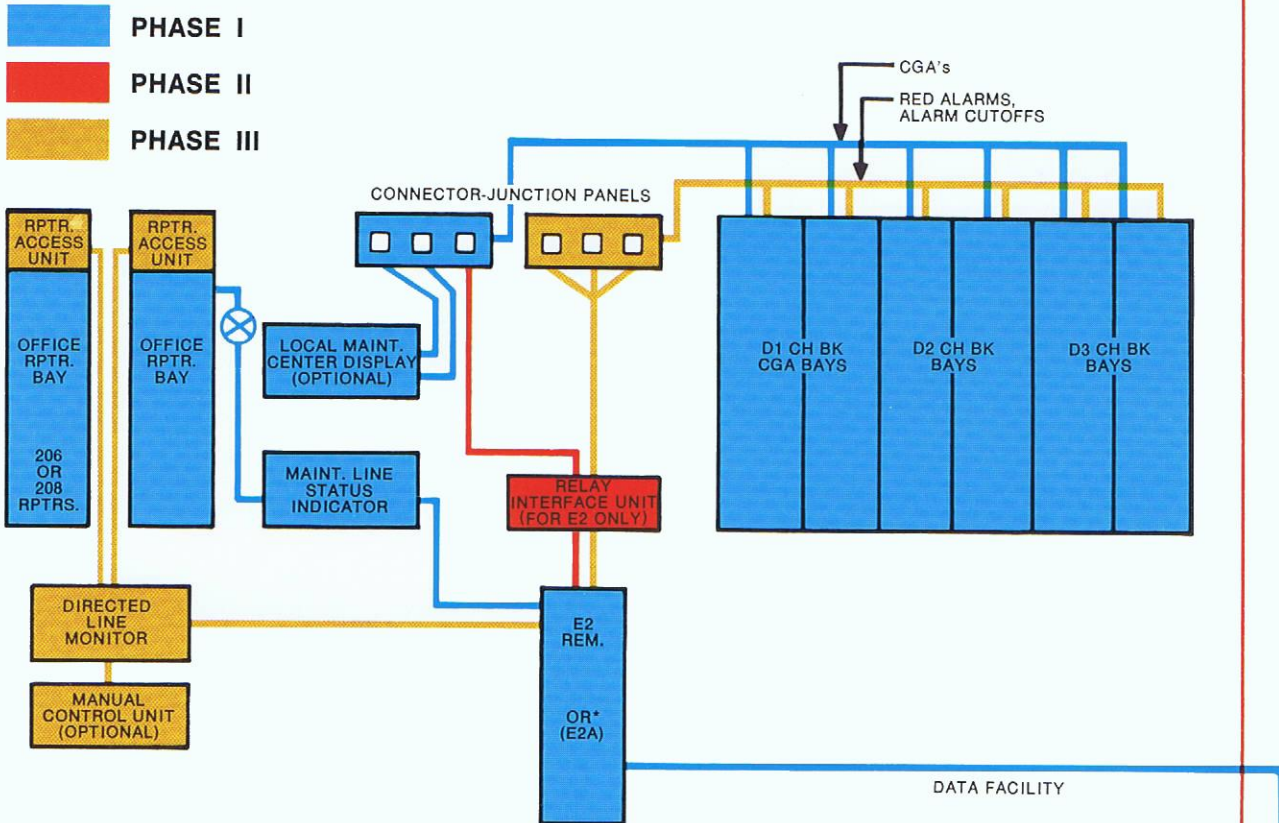 PHASE I
PHASE II
PHASE III
CGA's
RED ALARMS,
ALARM CUTOFFS
CONNECTOR-JUNCTION PANELS
RPTR.
ACCESS
UNIT
OFFICE
RPTR.
BAY
206
OR
208
RPTRS.
RPTR.
ACCESS
UNIT
OFFICE
RPTR.
BAY
LOCAL MAINT.
CENTER DISPLAY
(OPTIONAL)
MAINT. LINE
STATUS
INDICATOR
RELAY
INTERFACE UNIT
(FOR E2 ONLY)
D1 CH BK
CGA BAYS
D2 CH BK
BAYS
D3 CH BK
BAYS
DIRECTED
LINE
MONITOR
MANUAL
CONTROL UNIT
(OPTIONAL)
E2
REM.
OR*
(E2A)
DATA FACILITY